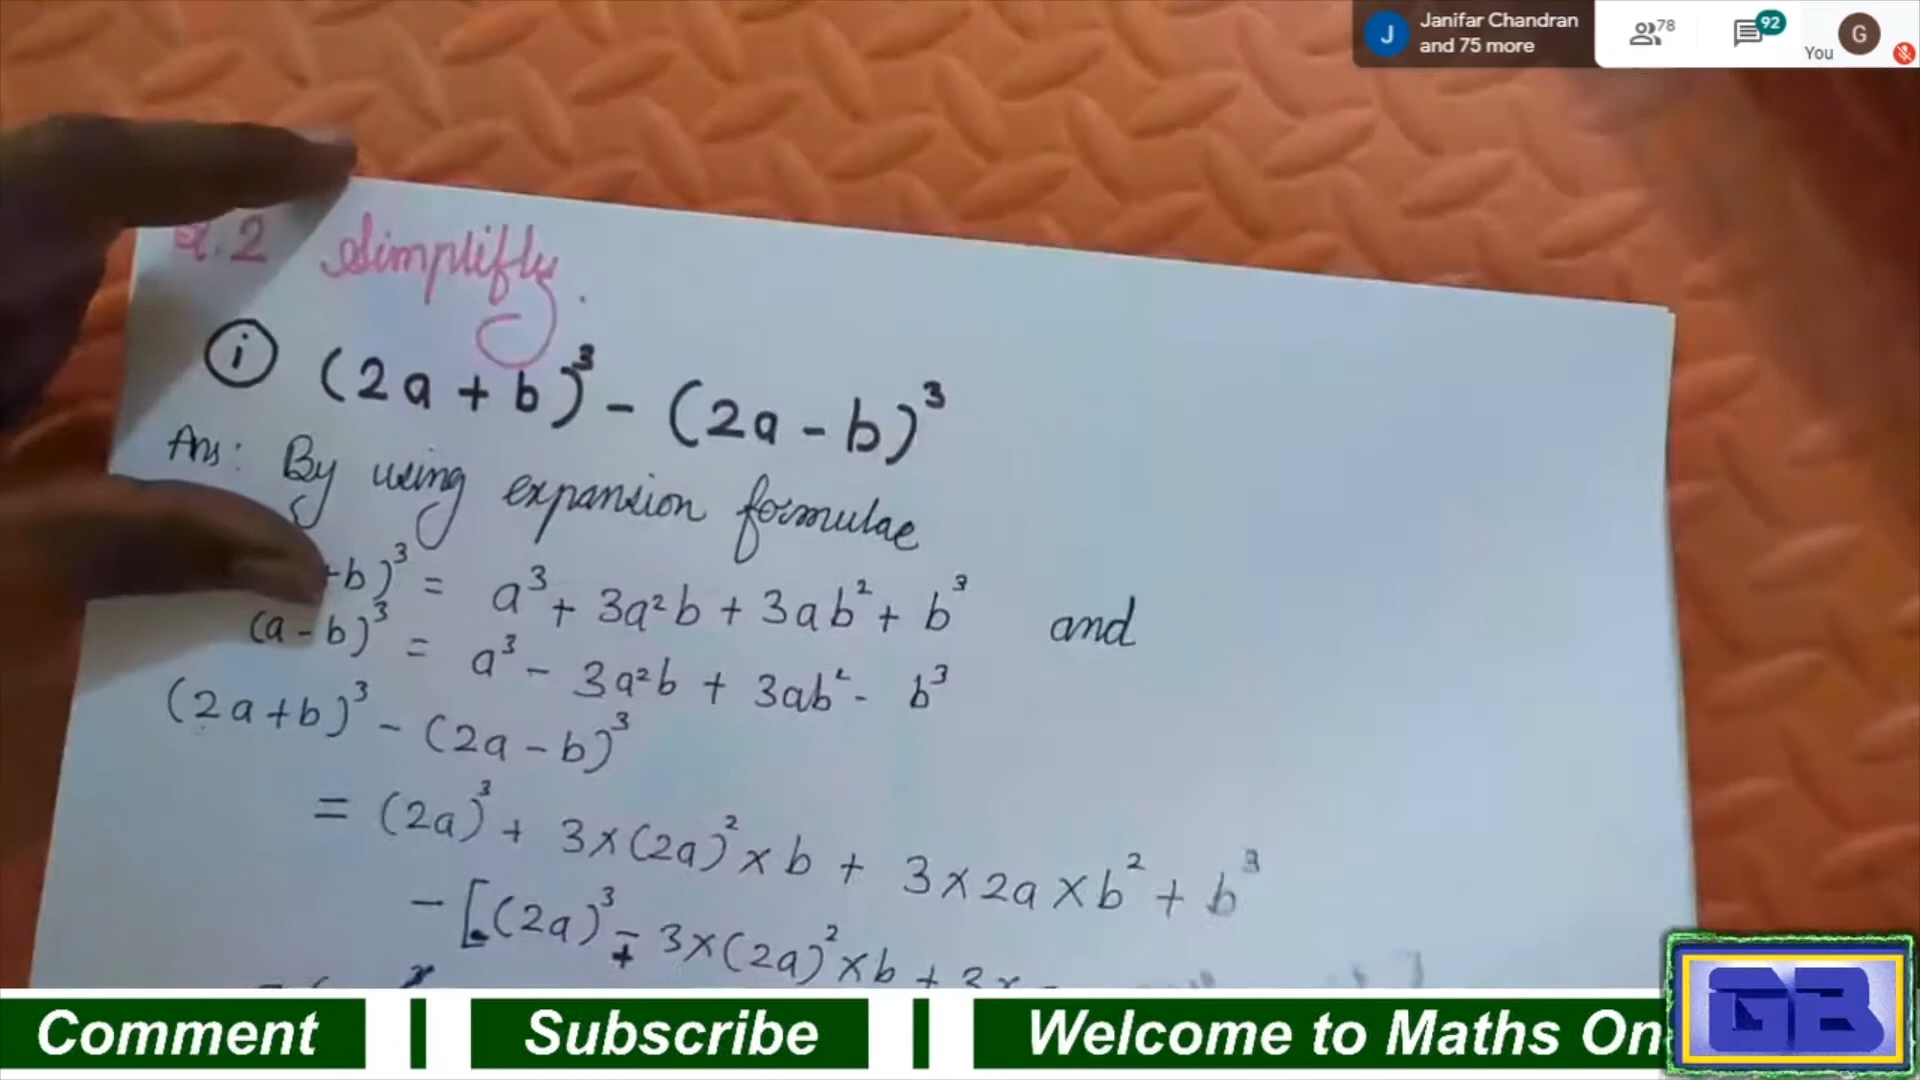 Janifar Chandran
and 75 more
J
78
92
You
G
Q.2 Simplify.
i (2a + b)³ - (2a - b)³
Ans: By using expansion formulae
+b)³ = a³ + 3a²b + 3ab² + b³ and
(a - b)³ = a³ - 3a²b + 3ab² - b³
(2a+b)³ - (2a - b)³
= (2a)³ + 3×(2a)²×b + 3×2a×b² + b³
- [(2a)³ - 3×(2a)²×b + 3×
Comment | Subscribe | Welcome to Maths On
GB